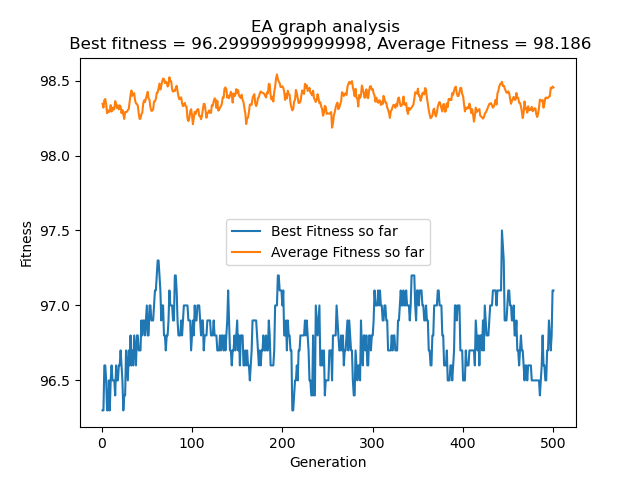 EA graph analysis
Best fitness = 96.29999999999998, Average Fitness = 98.186
98.5
98.0
97.5
97.0
96.5
Fitness
Best Fitness so far
Average Fitness so far
0 100 200 300 400 500
Generation